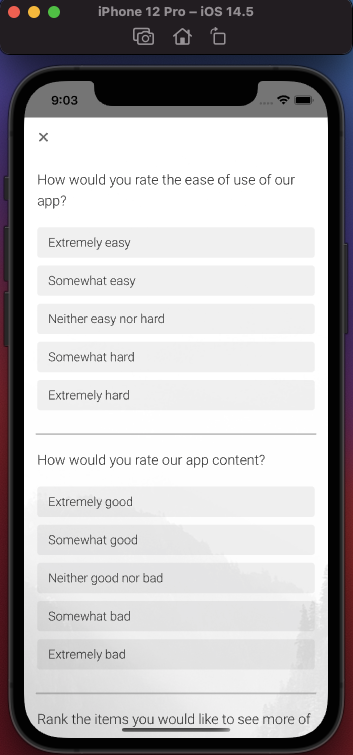 iPhone 12 Pro – iOS 14.5
9:03
How would you rate the ease of use of our
app?
Extremely easy
Somewhat easy
Neither easy nor hard
Somewhat hard
Extremely hard
How would you rate our app content?
Extremely good
Somewhat good
Neither good nor bad
Somewhat bad
Extremely bad
Rank the items you would like to see more of